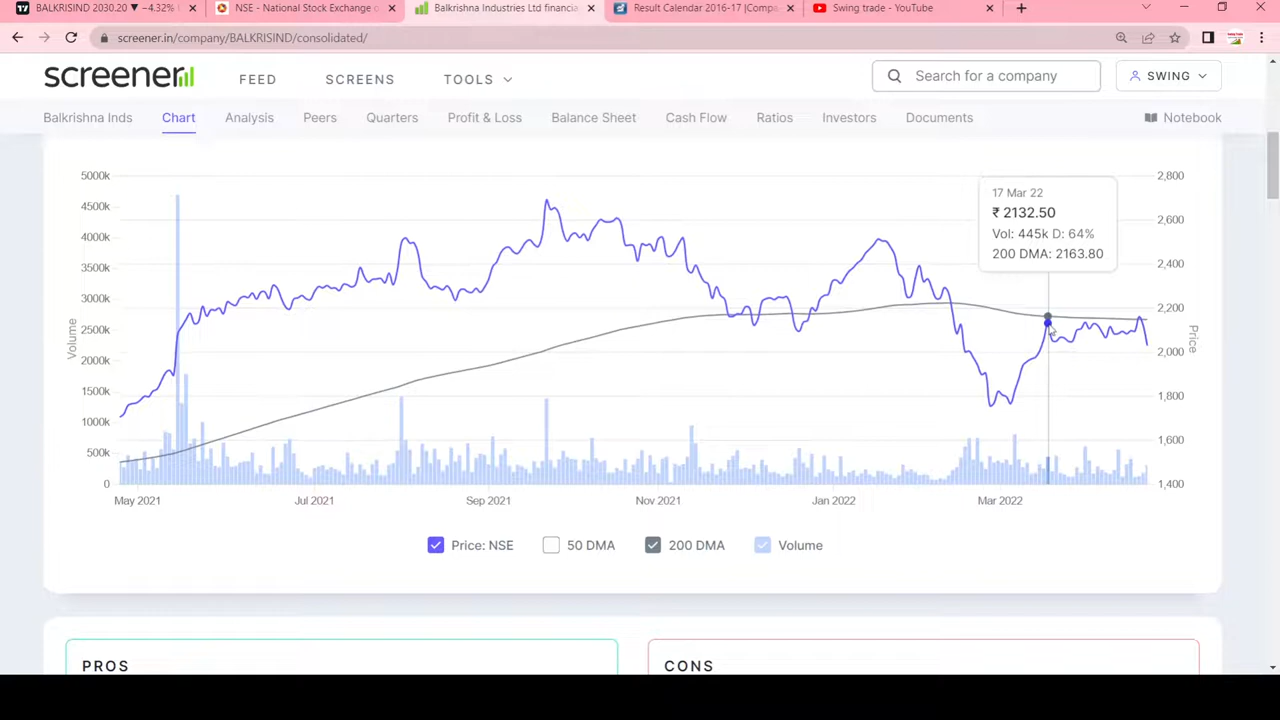 BALKRISIND 2030.20 ▼ −4.32%
NSE - National Stock Exchange o
Balkrishna Industries Ltd financia
Result Calendar 2016-17 |Compa
Swing trade - YouTube
screener.in/company/BALKRISIND/consolidated/
screener
FEED
SCREENS
TOOLS
Search for a company
SWING
Balkrishna Inds
Chart
Analysis
Peers
Quarters
Profit & Loss
Balance Sheet
Cash Flow
Ratios
Investors
Documents
Notebook
5000k
4500k
4000k
3500k
3000k
2500k
2000k
1500k
1000k
500k
0
Volume
17 Mar 22
₹ 2132.50
Vol: 445k D: 64%
200 DMA: 2163.80
2,800
2,600
2,400
2,200
2,000
1,800
1,600
1,400
Price
May 2021
Jul 2021
Sep 2021
Nov 2021
Jan 2022
Mar 2022
Price: NSE
50 DMA
200 DMA
Volume
PROS
CONS